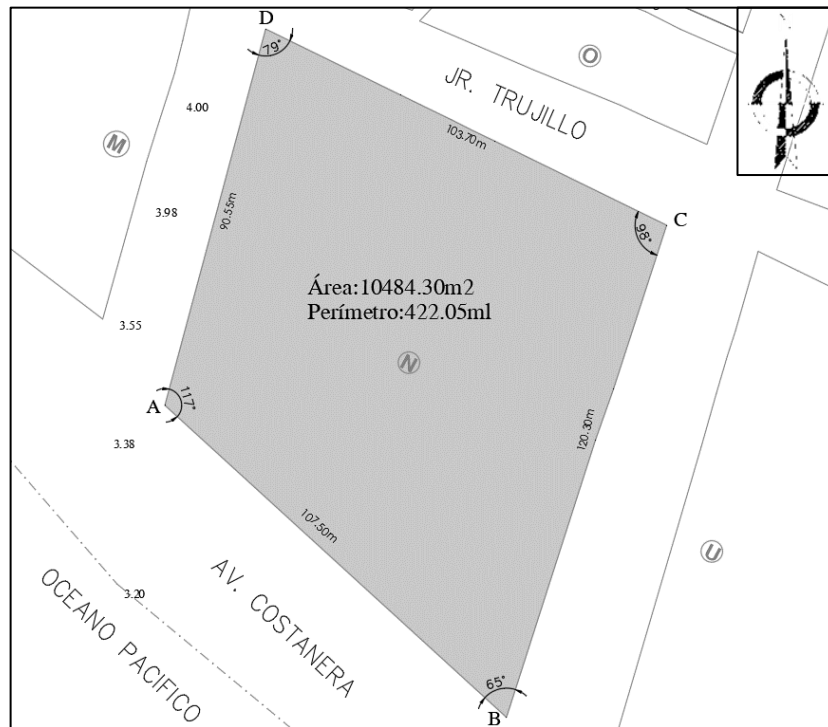 D
79°
O
JR. TRUJILLO
4.00
M
103.70m
3.98
90.55m
C
98°
Área:10484.30m2
Perímetro:422.05ml
3.55
N
117°
A
3.38
120.30m
107.50m
U
3.20
AV. COSTANERA
OCEANO PACIFICO
65°
B